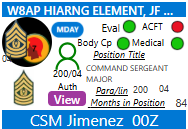 W8AP HIARNG ELEMENT, JF ...
MDAY
Eval ACFT
Body Cp Medical
Position Title
COMMAND SERGEANT
MAJOR
200/04
Auth
Para/lin 200 04
View
Months in Position 84
CSM Jimenez 00Z